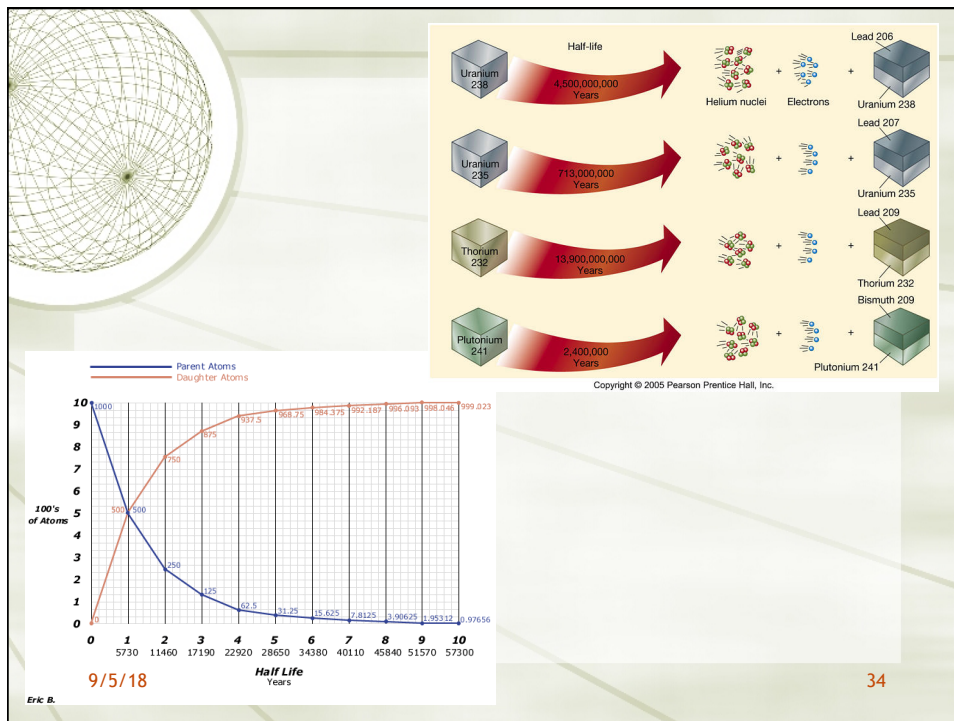 Lead 206
Half-life
Uranium
238
4,500,000,000
Years
+
+
Helium nuclei
Electrons
Uranium 238
Lead 207
Uranium
235
713,000,000
Years
+
+
Uranium 235
Lead 209
Thorium
232
13,900,000,000
Years
+
+
Thorium 232
Bismuth 209
Plutonium
241
2,400,000
Years
+
+
Plutonium 241
Copyright © 2005 Pearson Prentice Hall, Inc.
Parent Atoms
Daughter Atoms
10
9
8
7
6
5
4
3
2
1
0
100's
of Atoms
1000
500
250
125
62.5
31.25
15.625
7.8125
3.90625
1.95312
0.97656
0
500
750
875
937.5
968.75
984.375
992.187
996.093
998.046
999.023
0 1 2 3 4 5 6 7 8 9 10
5730 11460 17190 22920 28650 34380 40110 45840 51570 57300
Half Life
Years
Eric B.
9/5/18
34